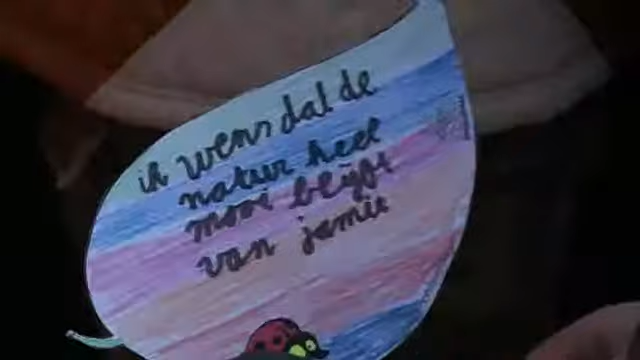 ik wens dat de
natuur heel
mooi blijft
van jamie